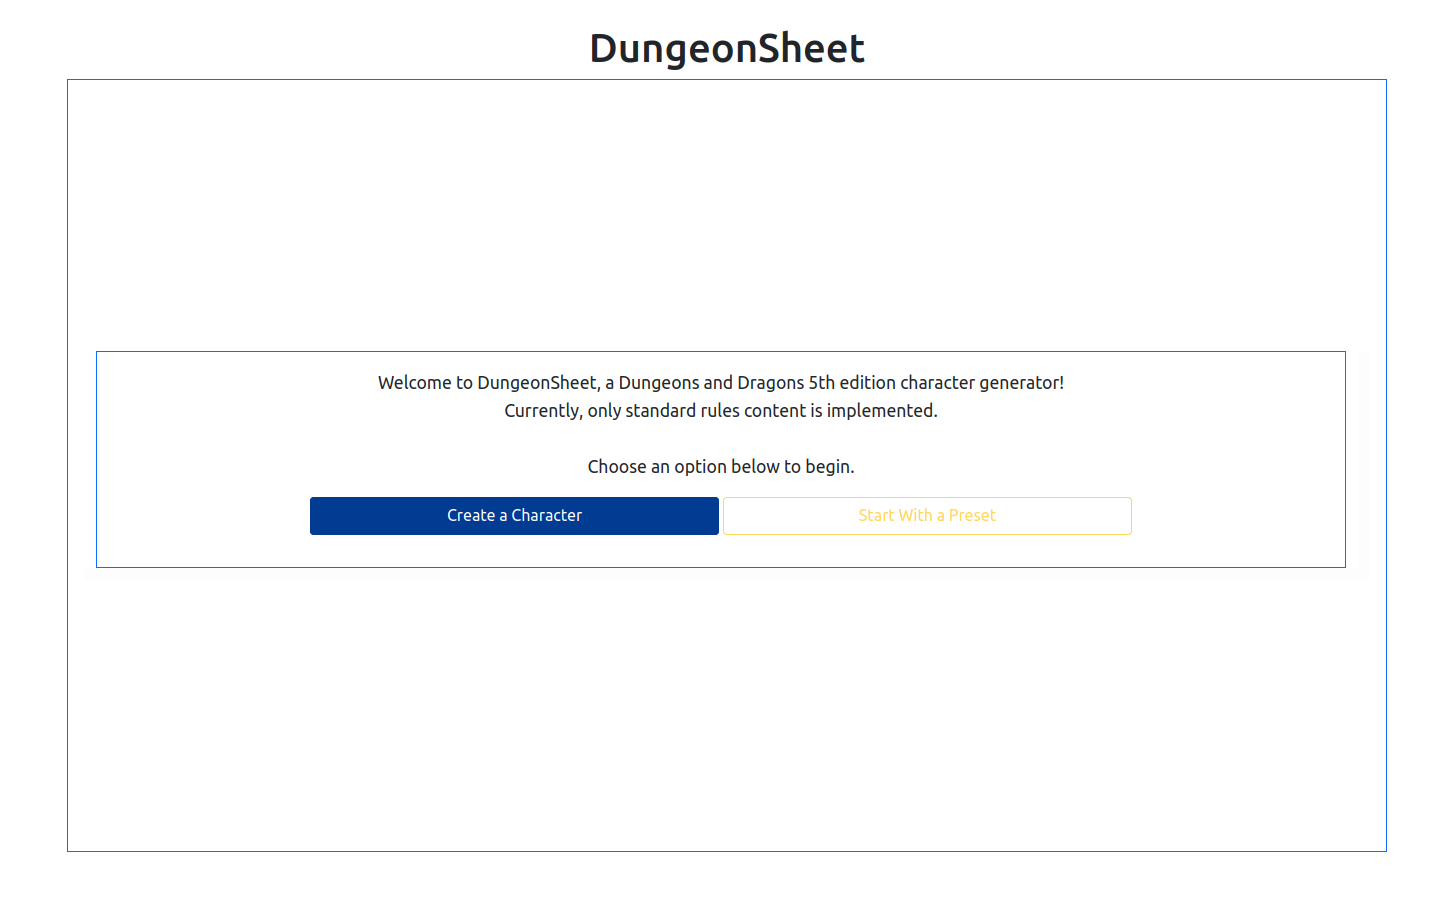 DungeonSheet
Welcome to DungeonSheet, a Dungeons and Dragons 5th edition character generator!
Currently, only standard rules content is implemented.
Choose an option below to begin.
Create a Character
Start With a Preset